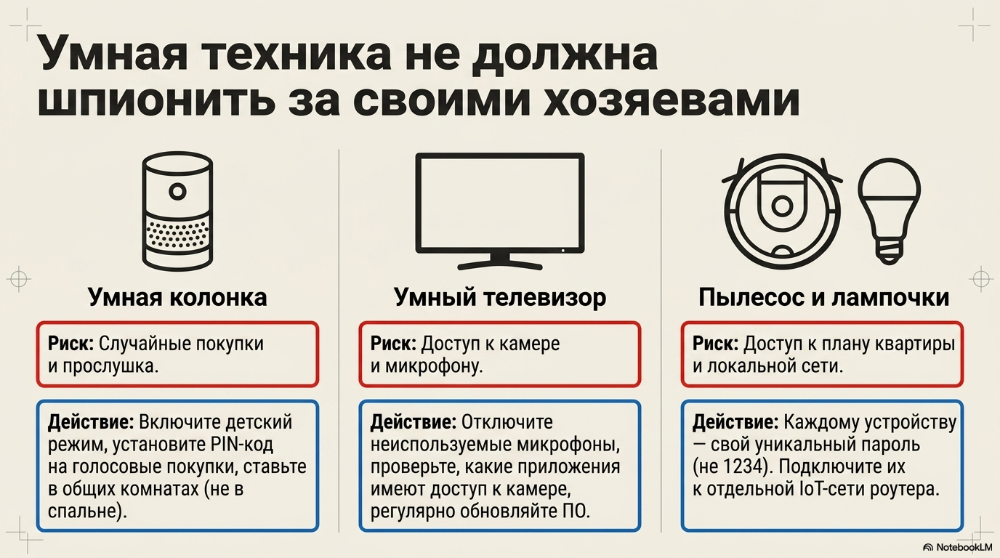 Умная техника не должна
шпионить за своими хозяевами
Умная колонка
Риск: Случайные покупки
и прослушка.
Действие: Включите детский
режим, установите PIN-код
на голосовые покупки, ставьте
в общих комнатах (не в
спальне).
Умный телевизор
Риск: Доступ к камере
и микрофону.
Действие: Отключите
неиспользуемые микрофоны,
проверьте, какие приложения
имеют доступ к камере,
регулярно обновляйте ПО.
Пылесос и лампочки
Риск: Доступ к плану квартиры
и локальной сети.
Действие: Каждому устройству
— свой уникальный пароль
(не 1234). Подключите их
к отдельной IoT-сети роутера.
NotebookLM